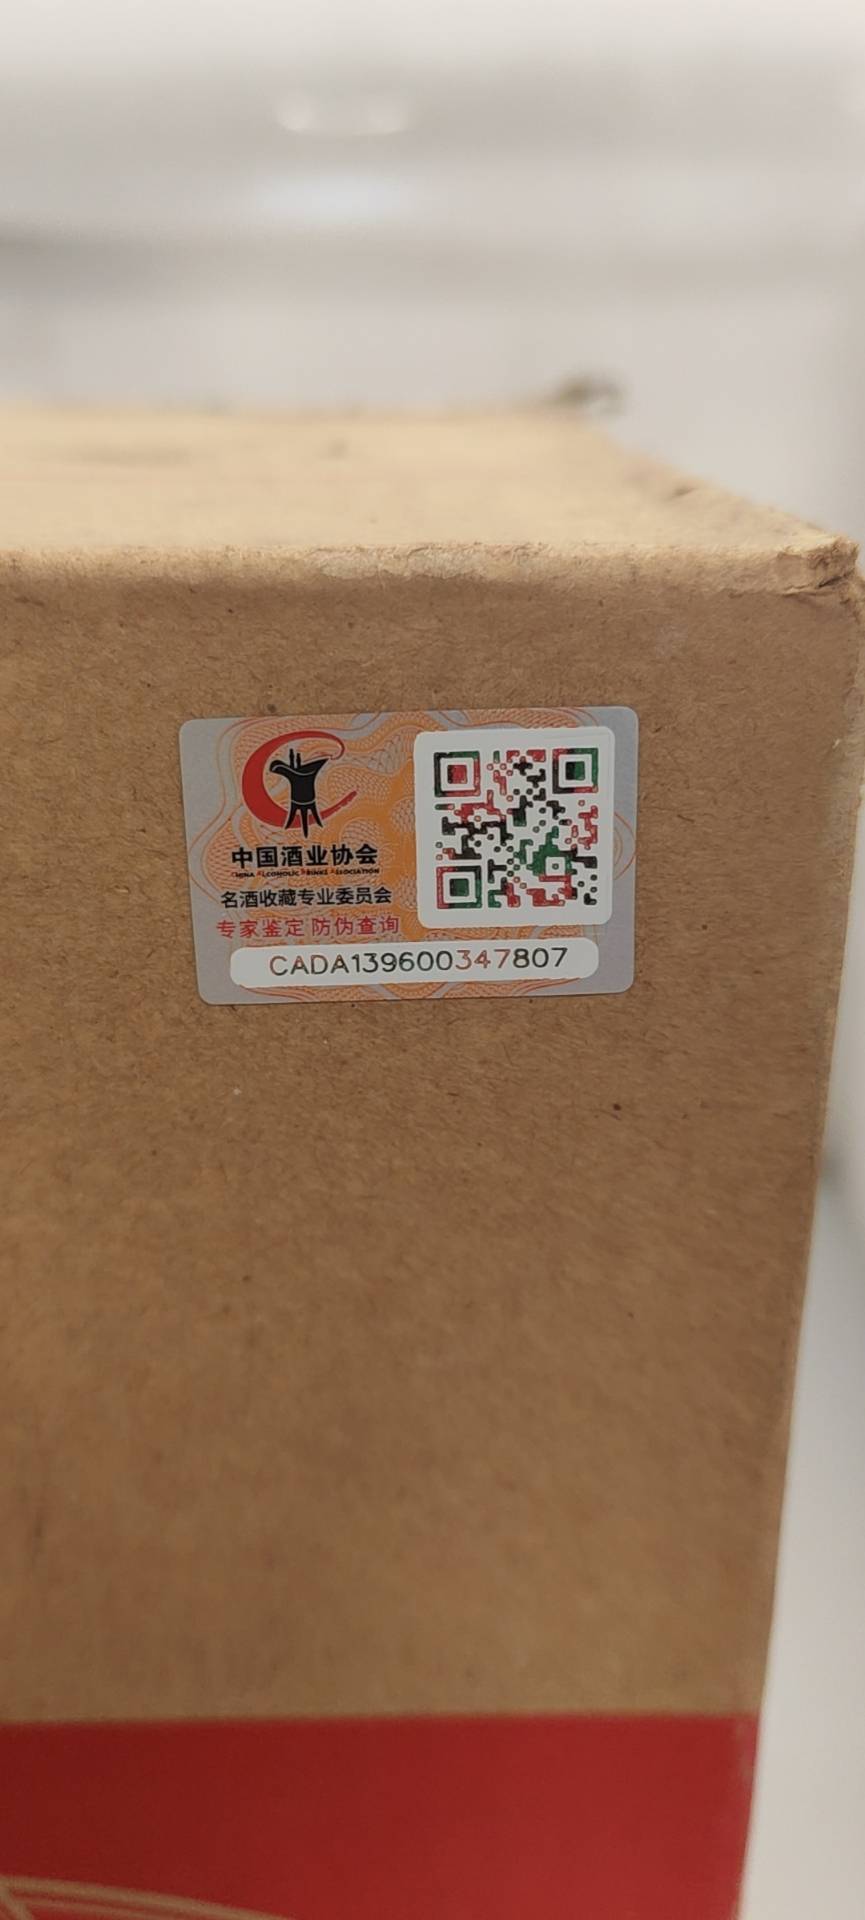 中国酒业协会
CHINA ALCOHOLIC DRINKS ASSOCIATION
名酒收藏专业委员会
专家鉴定 防伪查询
CADA139600347807